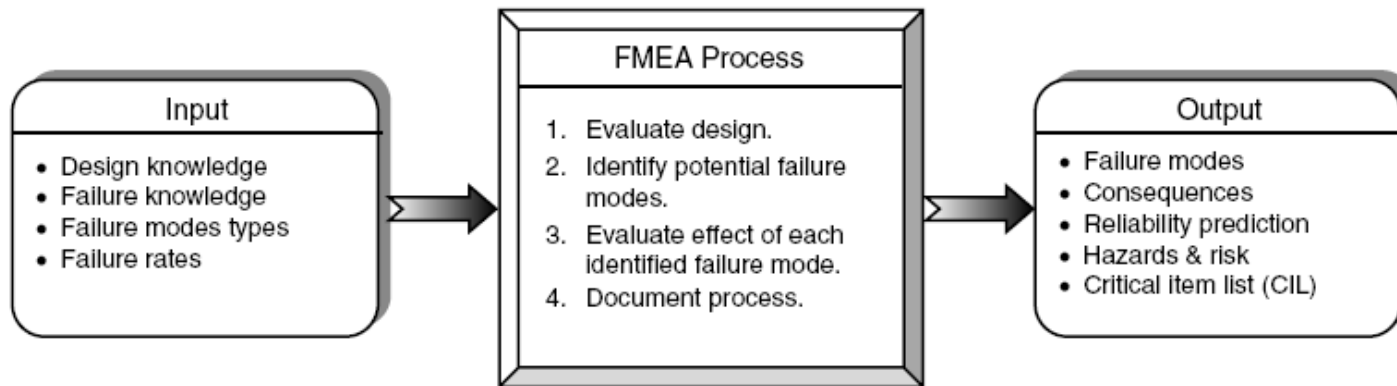 Input
• Design knowledge
• Failure knowledge
• Failure modes types
• Failure rates
FMEA Process
1. Evaluate design.
2. Identify potential failure
modes.
3. Evaluate effect of each
identified failure mode.
4. Document process.
Output
• Failure modes
• Consequences
• Reliability prediction
• Hazards & risk
• Critical item list (CIL)